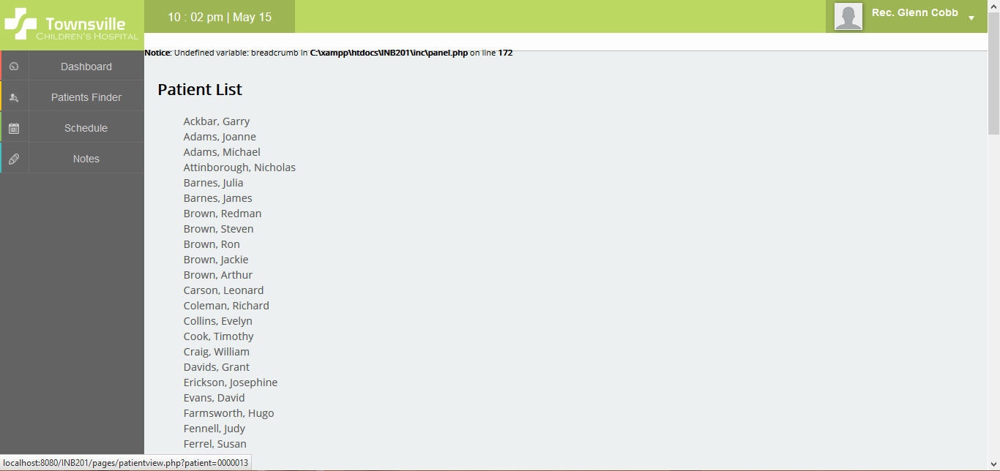 Townsville
CHILDREN'S HOSPITAL
10 : 02 pm | May 15
Rec. Glenn Cobb
Notice: Undefined variable: breadcrumb in C:\xampp\htdocs\INB201\inc\panel.php on line 172
Dashboard
Patients Finder
Schedule
Notes
Patient List
Ackbar, Garry
Adams, Joanne
Adams, Michael
Attinborough, Nicholas
Barnes, Julia
Barnes, James
Brown, Redman
Brown, Steven
Brown, Ron
Brown, Jackie
Brown, Arthur
Carson, Leonard
Coleman, Richard
Collins, Evelyn
Cook, Timothy
Craig, William
Davids, Grant
Erickson, Josephine
Evans, David
Farmsworth, Hugo
Fennell, Judy
Ferrel, Susan
localhost:8080/INB201/pages/patientview.php?patient=0000013